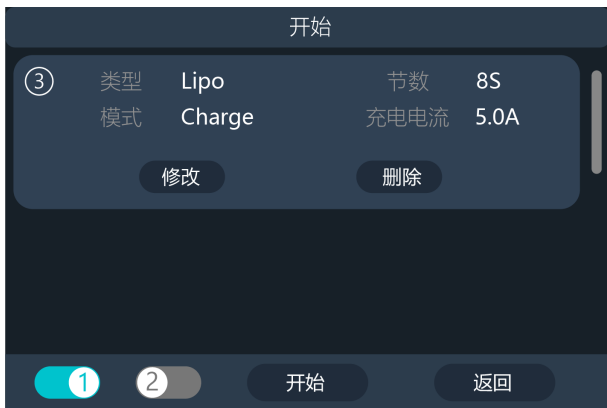 开始
③ 类型 Lipo 节数 8S
模式 Charge 充电电流 5.0A
修改 删除
1 2 开始 返回